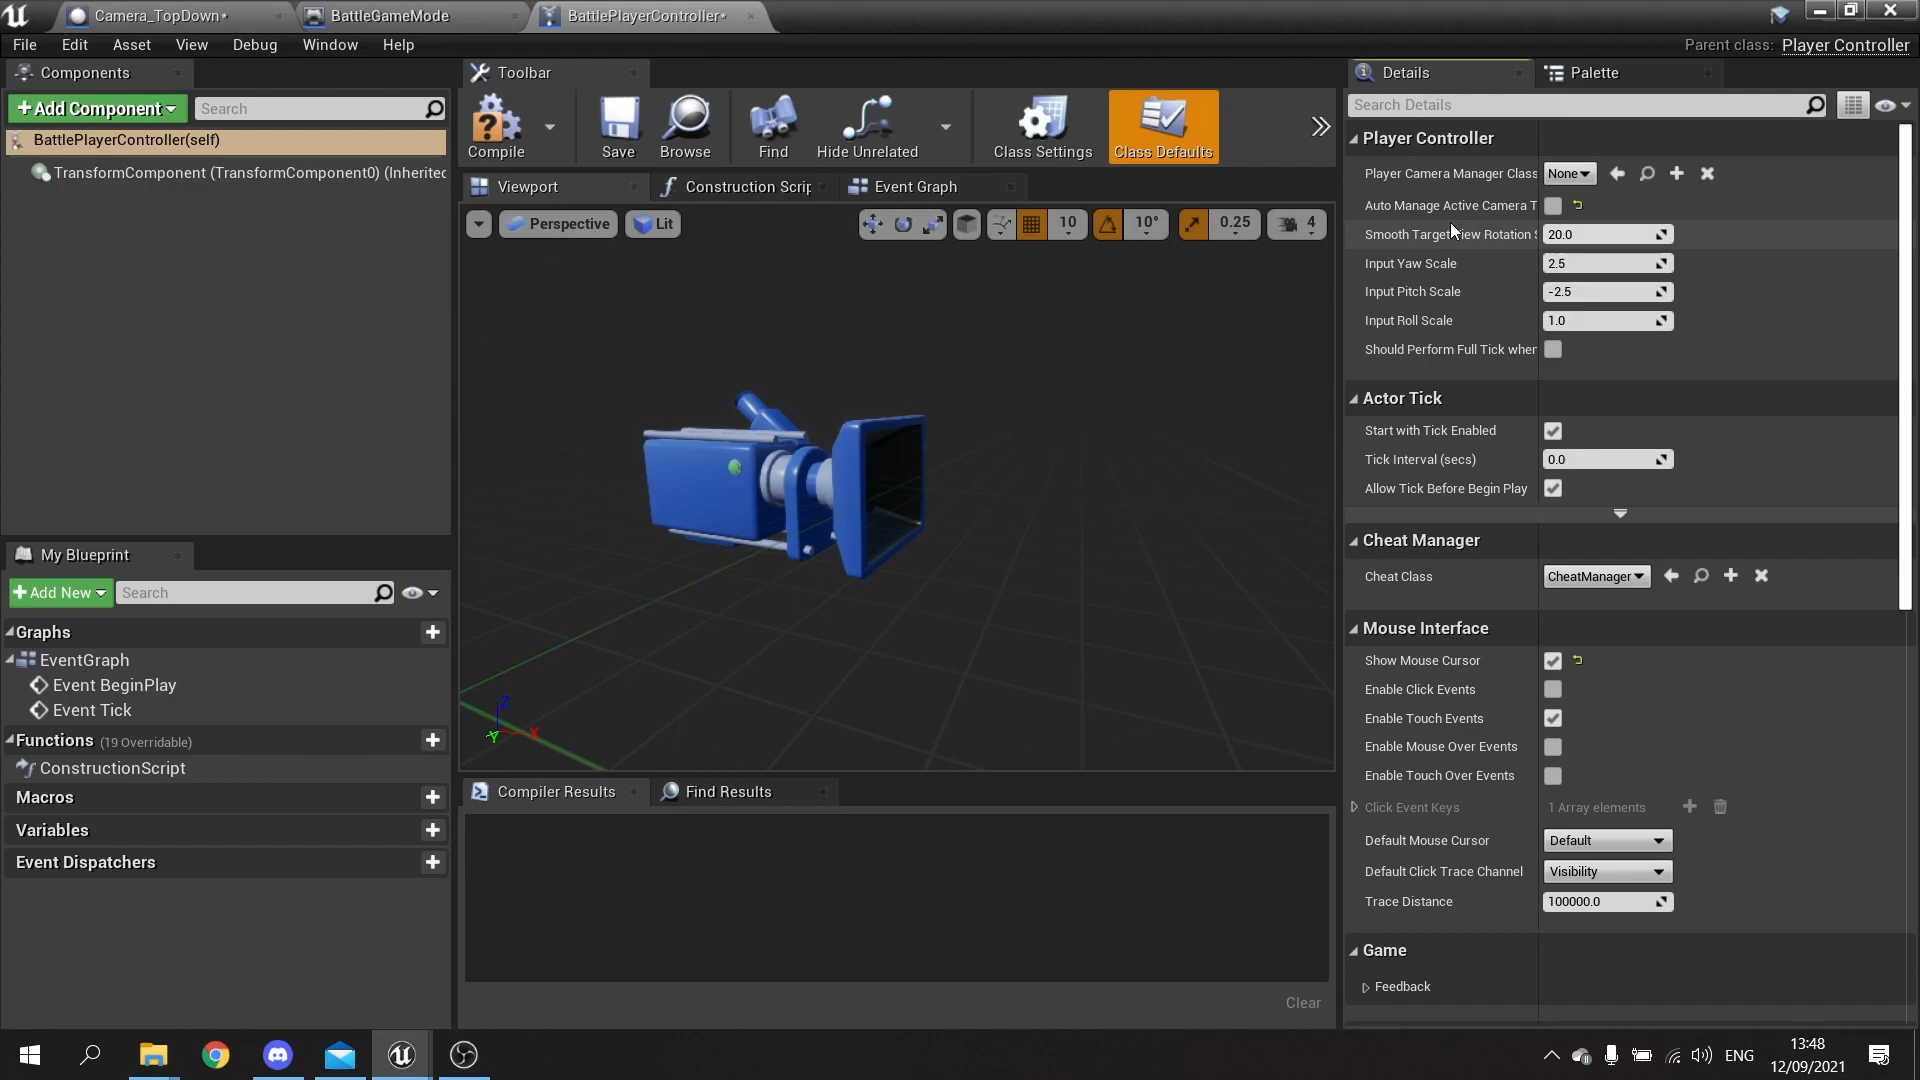 Camera_TopDown*
BattleGameMode
BattlePlayerController*
File Edit Asset View Debug Window Help
Parent class: Player Controller
Components
+Add Component
Search
BattlePlayerController(self)
TransformComponent (TransformComponent0) (Inherited
My Blueprint
+Add New
Search
Graphs
EventGraph
Event BeginPlay
Event Tick
Functions (19 Overridable)
ConstructionScript
Macros
Variables
Event Dispatchers
Toolbar
Compile
Save
Browse
Find
Hide Unrelated
Class Settings
Class Defaults
Viewport
Construction Scrip
Event Graph
Perspective
Lit
10
10°
0.25
4
Z
Y
X
Compiler Results
Find Results
Clear
Details
Palette
Search Details
Player Controller
Player Camera Manager Class None
Auto Manage Active Camera T
Smooth Target View Rotation S 20.0
Input Yaw Scale 2.5
Input Pitch Scale -2.5
Input Roll Scale 1.0
Should Perform Full Tick when
Actor Tick
Start with Tick Enabled
Tick Interval (secs) 0.0
Allow Tick Before Begin Play
Cheat Manager
Cheat Class CheatManager
Mouse Interface
Show Mouse Cursor
Enable Click Events
Enable Touch Events
Enable Mouse Over Events
Enable Touch Over Events
Click Event Keys 1 Array elements
Default Mouse Cursor Default
Default Click Trace Channel Visibility
Trace Distance 100000.0
Game
Feedback
ENG
13:48
12/09/2021